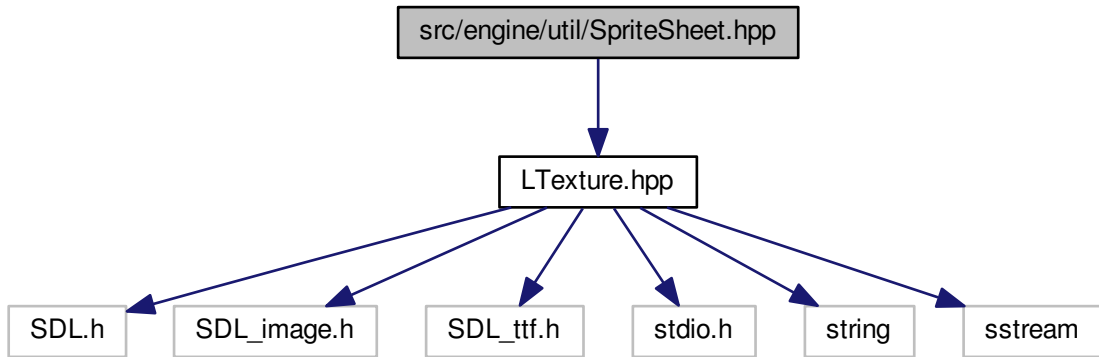 src/engine/util/SpriteSheet.hpp
LTexture.hpp
SDL.h
SDL_image.h
SDL_ttf.h
stdio.h
string
sstream